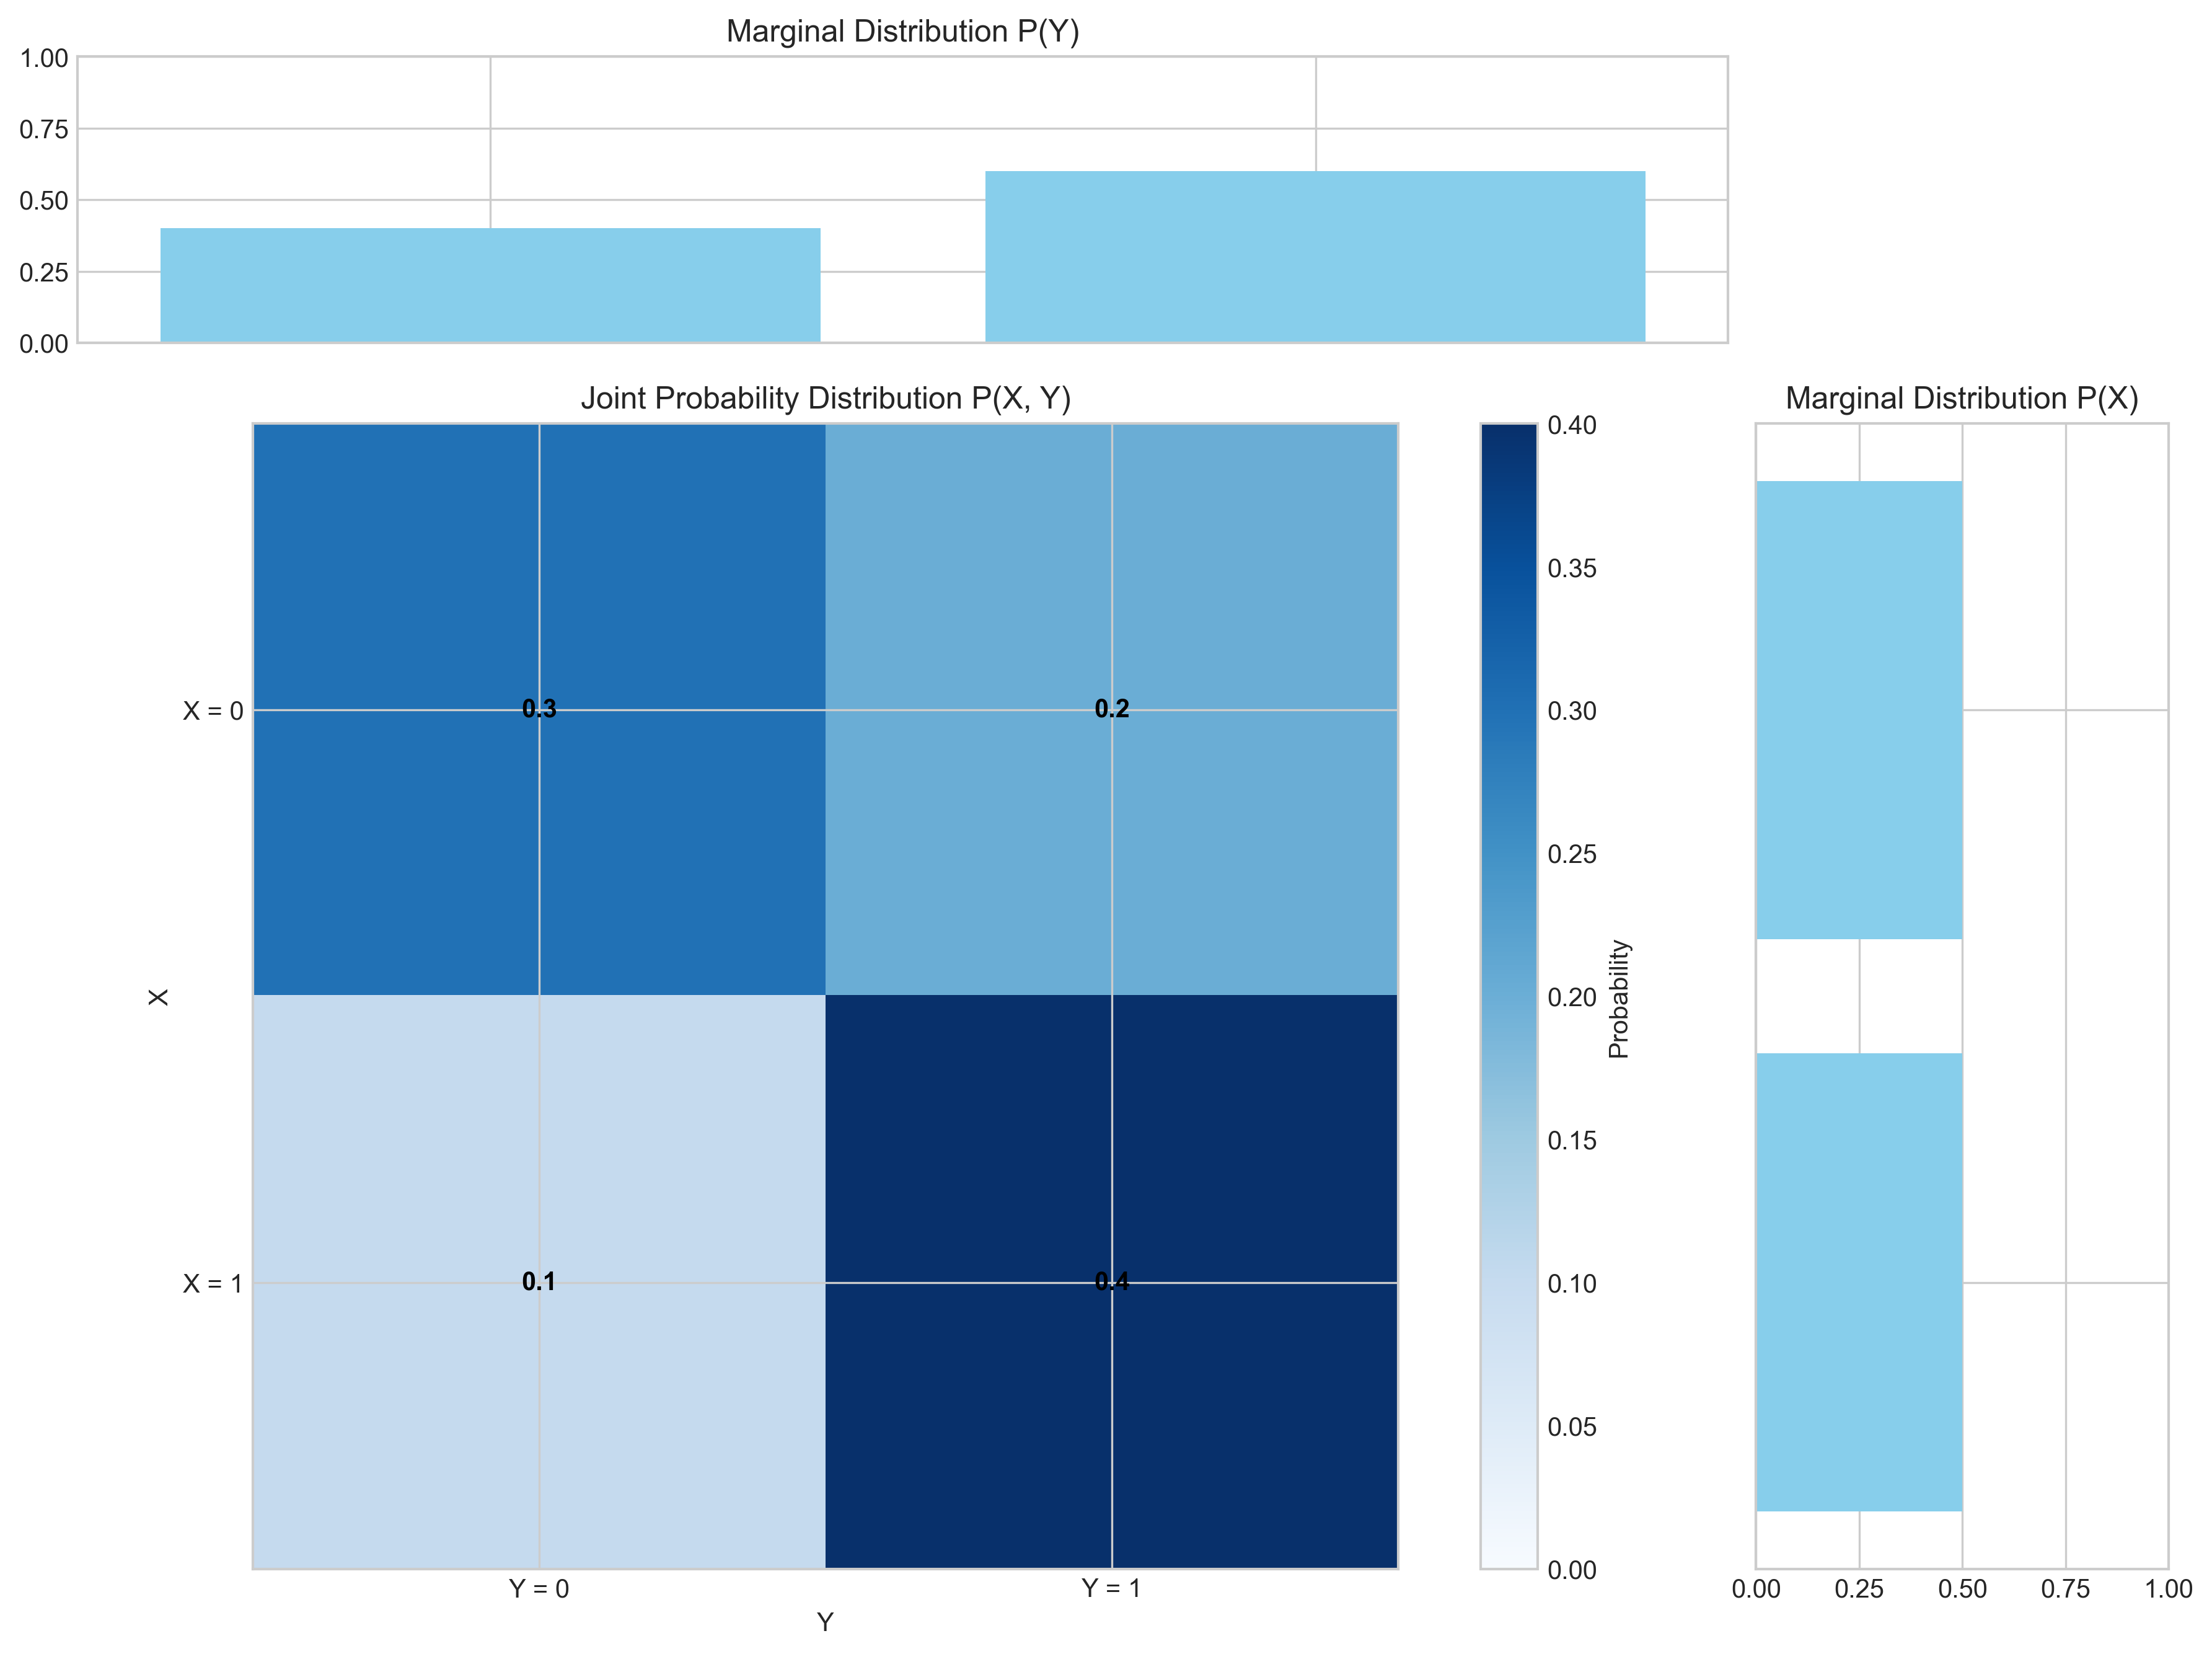 Marginal Distribution P(Y)
1.00
0.75
0.50
0.25
0.00
Joint Probability Distribution P(X, Y)
X
X = 0
0.3
0.2
X = 1
0.1
0.4
Y = 0
Y = 1
Y
0.40
0.35
0.30
0.25
0.20
0.15
0.10
0.05
0.00
Probability
Marginal Distribution P(X)
0.00
0.25
0.50
0.75
1.00